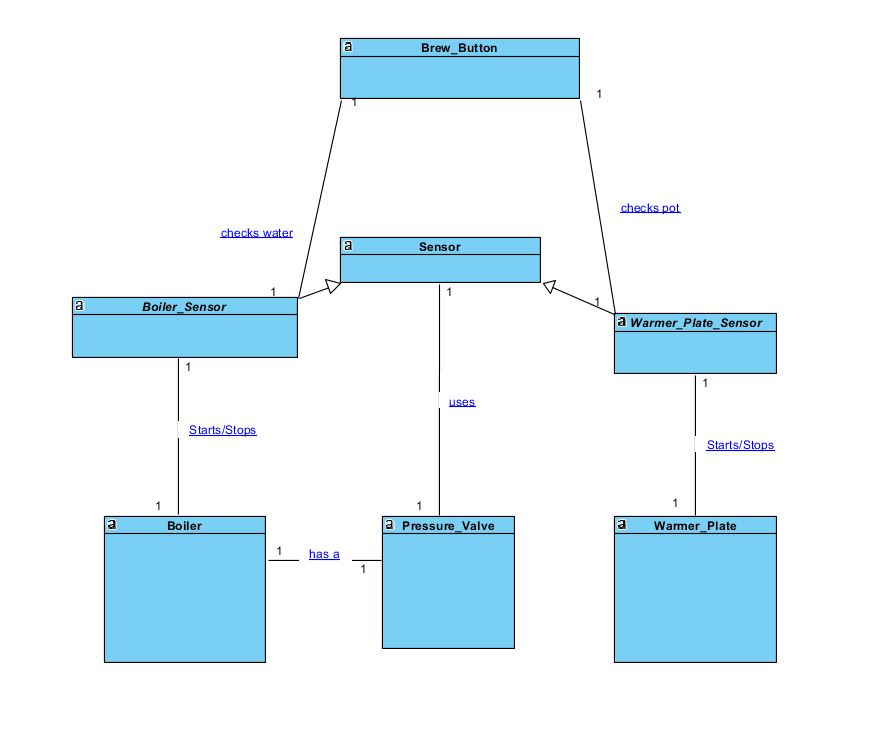 a Brew_Button
1
1
checks pot
checks water
a Sensor
1
1
1
a Boiler_Sensor
a Warmer_Plate_Sensor
1
1
uses
Starts/Stops
Starts/Stops
1
1
1
a Boiler
a Pressure_Valve
a Warmer_Plate
1
has a
1